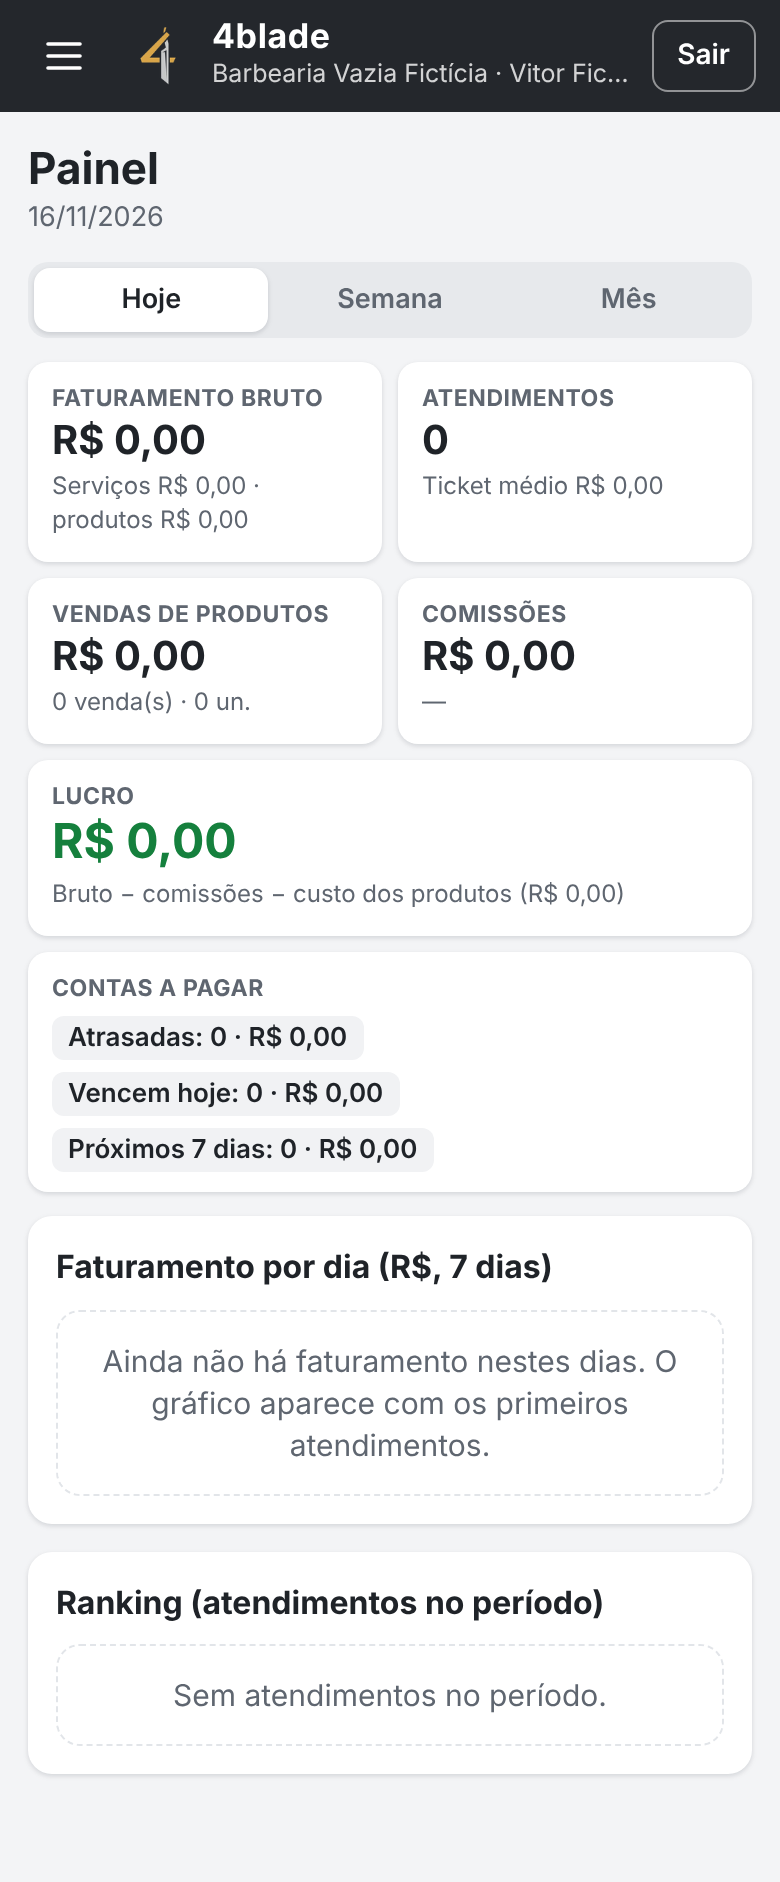 4blade
Barbearia Vazia Fictícia · Vitor Fic...
Sair
Painel
16/11/2026
Hoje
Semana
Mês
FATURAMENTO BRUTO
R$ 0,00
Serviços R$ 0,00 ·
produtos R$ 0,00
ATENDIMENTOS
0
Ticket médio R$ 0,00
VENDAS DE PRODUTOS
R$ 0,00
0 venda(s) · 0 un.
COMISSÕES
R$ 0,00
—
LUCRO
R$ 0,00
Bruto − comissões − custo dos produtos (R$ 0,00)
CONTAS A PAGAR
Atrasadas: 0 · R$ 0,00
Vencem hoje: 0 · R$ 0,00
Próximos 7 dias: 0 · R$ 0,00
Faturamento por dia (R$, 7 dias)
Ainda não há faturamento nestes dias. O
gráfico aparece com os primeiros
atendimentos.
Ranking (atendimentos no período)
Sem atendimentos no período.